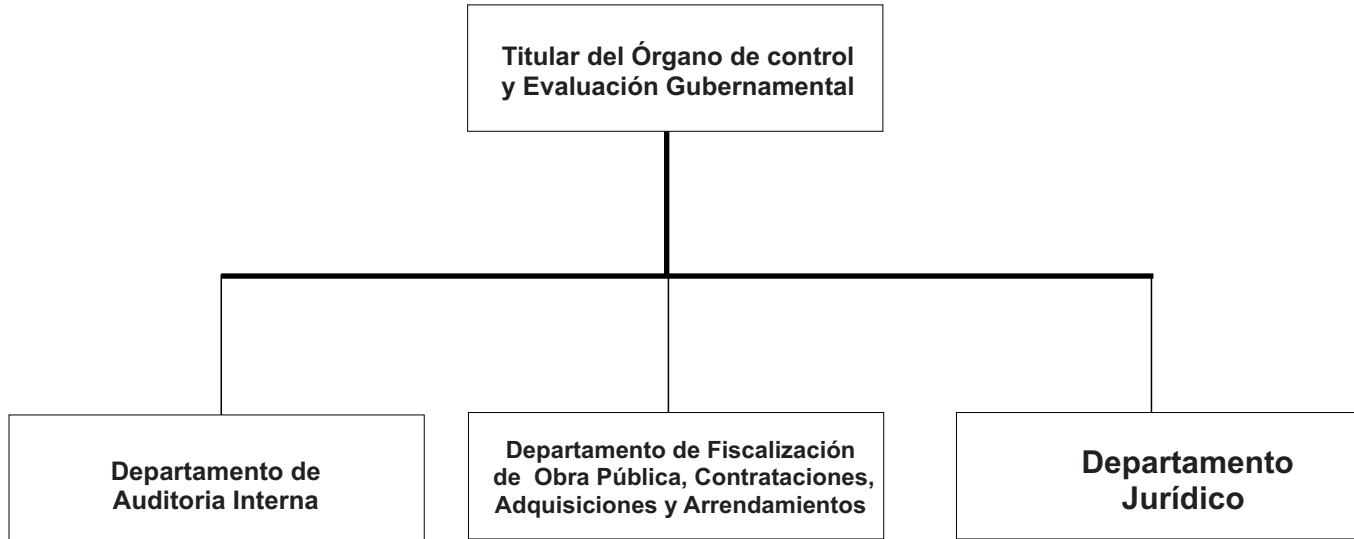 Titular del Órgano de control
y Evaluación Gubernamental
Departamento de
Auditoria Interna
Departamento de Fiscalización
de Obra Pública, Contrataciones,
Adquisiciones y Arrendamientos
Departamento
Jurídico